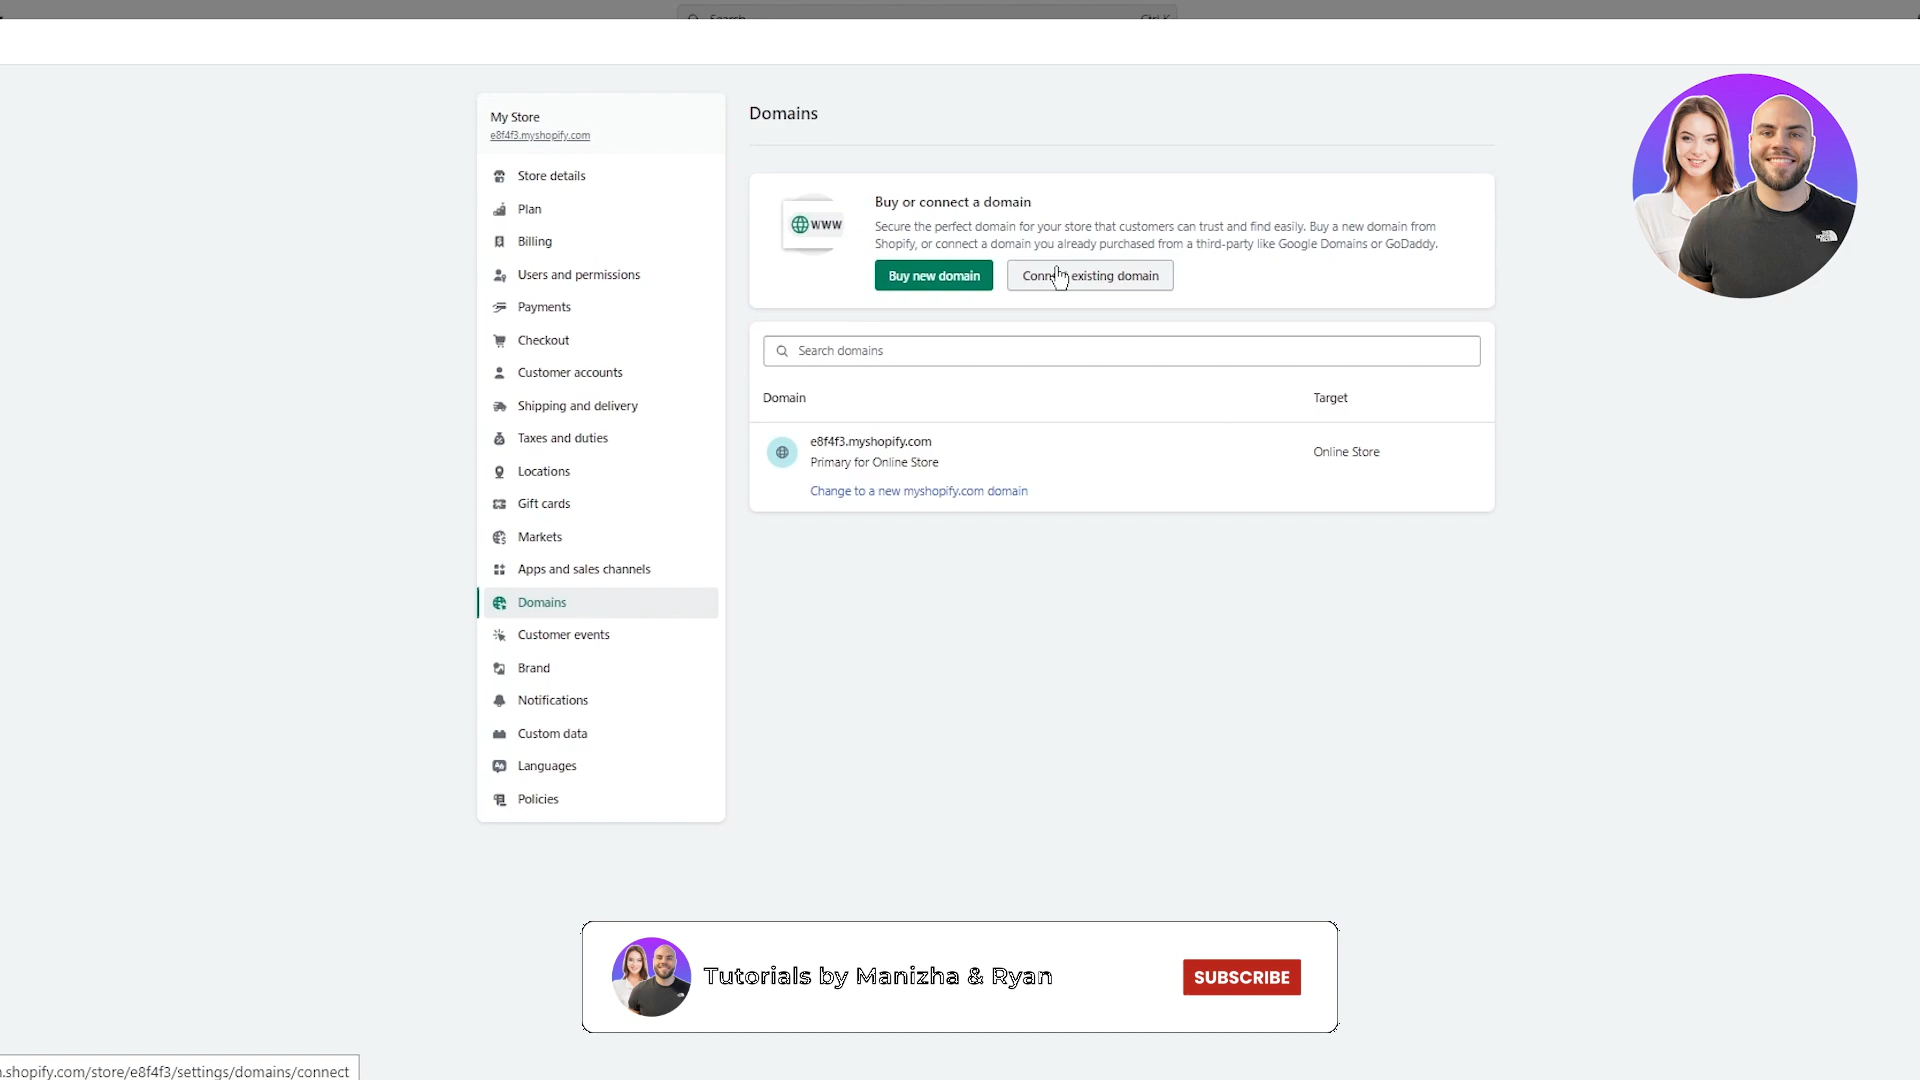 Search
Ctrl K
My Store
e8f4f3.myshopify.com
Store details
Plan
Billing
Users and permissions
Payments
Checkout
Customer accounts
Shipping and delivery
Taxes and duties
Locations
Gift cards
Markets
Apps and sales channels
Domains
Customer events
Brand
Notifications
Custom data
Languages
Policies
Domains
WWW
Buy or connect a domain
Secure the perfect domain for your store that customers can trust and find easily. Buy a new domain from
Shopify, or connect a domain you already purchased from a third-party like Google Domains or GoDaddy.
Buy new domain
Connect existing domain
Search domains
Domain
Target
e8f4f3.myshopify.com
Online Store
Primary for Online Store
Change to a new myshopify.com domain
Tutorials by Manizha & Ryan
SUBSCRIBE
.shopify.com/store/e8f4f3/settings/domains/connect